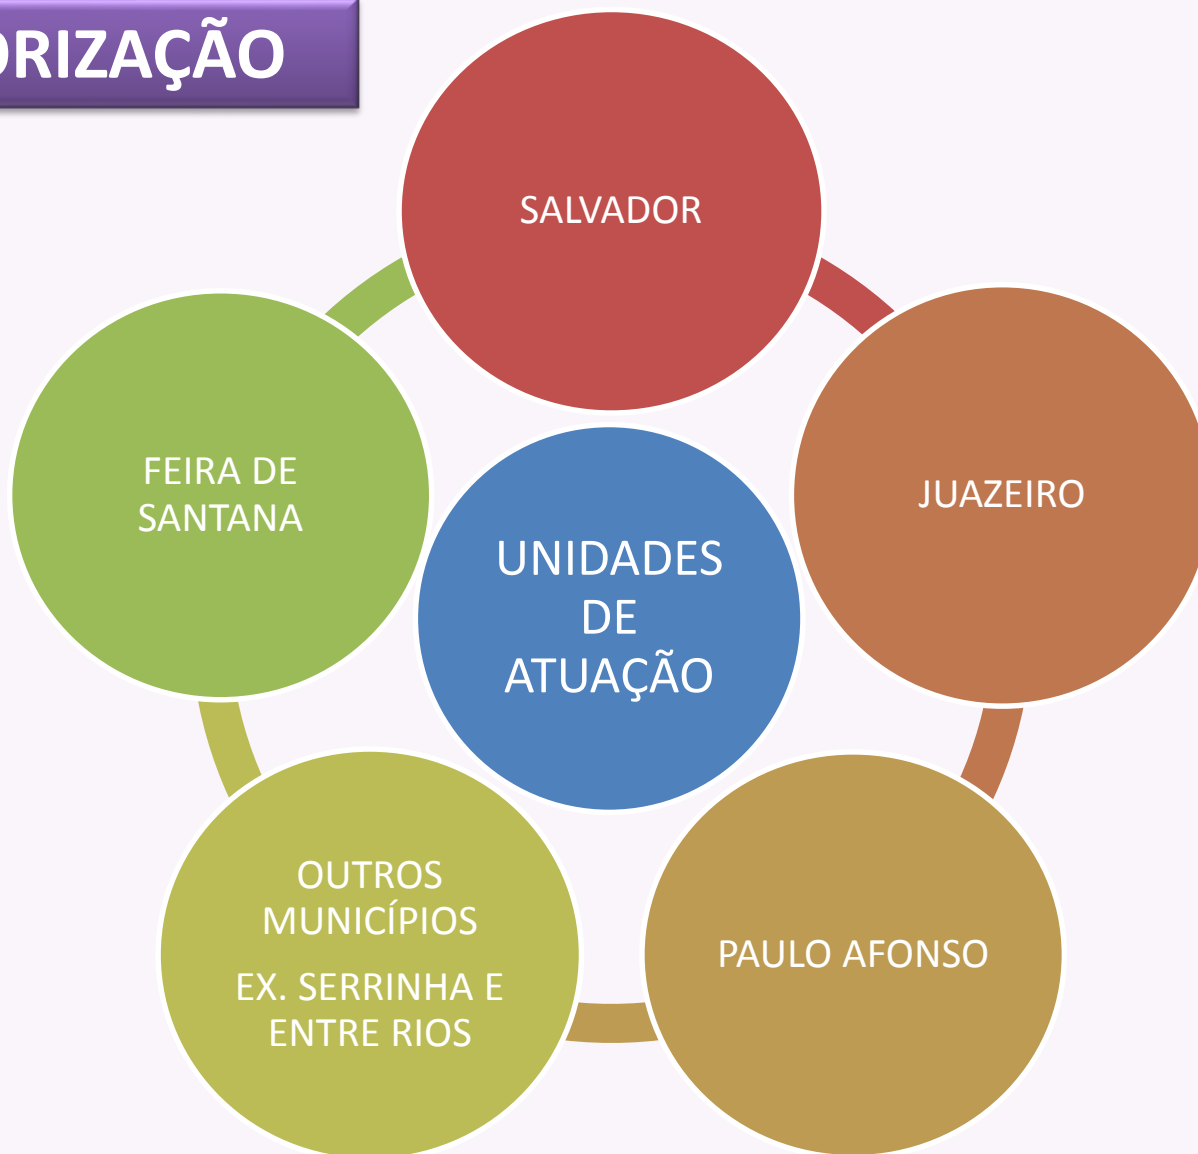 ORIZAÇÃO
SALVADOR
JUAZEIRO
PAULO AFONSO
OUTROS
MUNICÍPIOS
EX. SERRINHA E
ENTRE RIOS
FEIRA DE
SANTANA
UNIDADES
DE
ATUAÇÃO